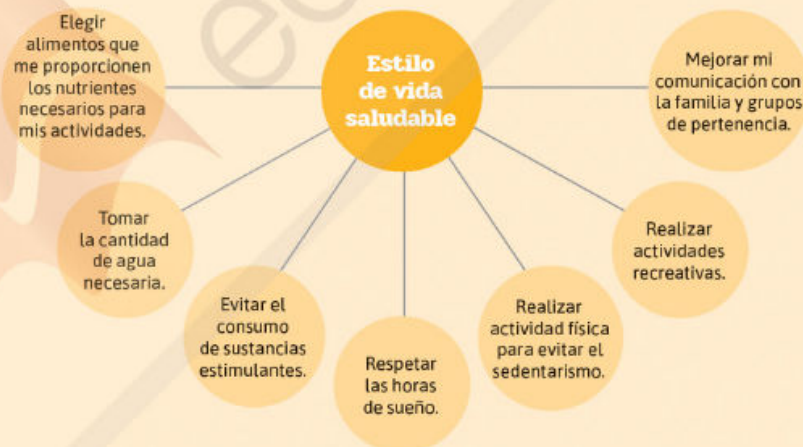 Estilo
de vida
saludable
Elegir
alimentos que
me proporcionen
los nutrientes
necesarios para
mis actividades.
Tomar
la cantidad
de agua
necesaria.
Evitar el
consumo
de sustancias
estimulantes.
Respetar
las horas
de sueño.
Realizar
actividad física
para evitar el
sedentarismo.
Realizar
actividades
recreativas.
Mejorar mi
comunicación con
la familia y grupos
de pertenencia.